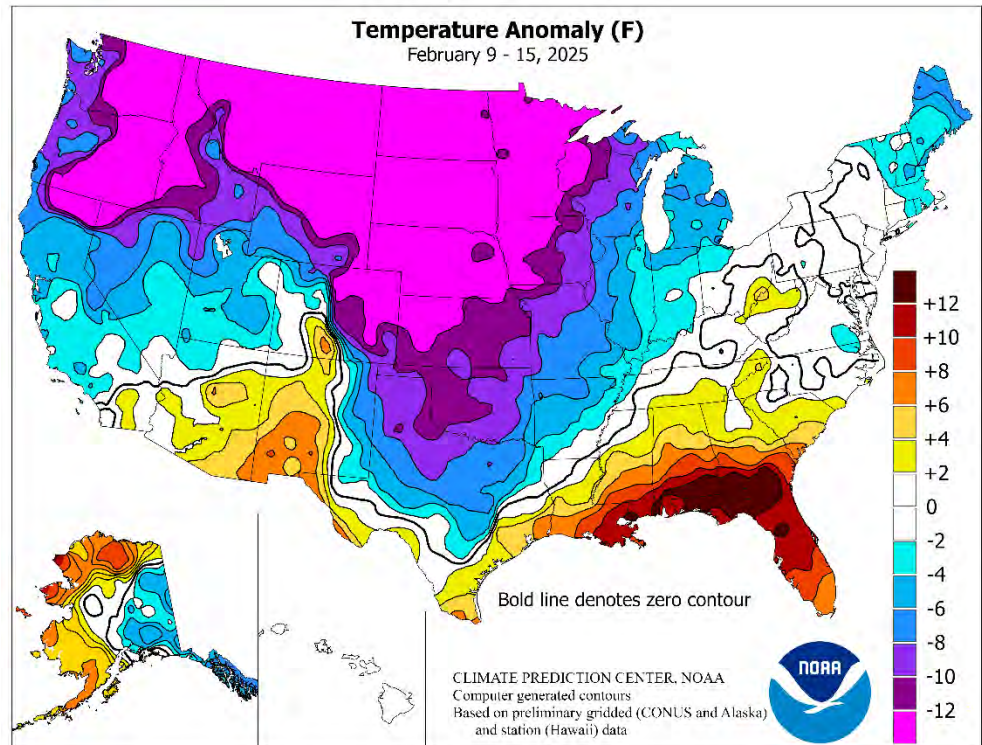 Temperature Anomaly (F)
February 9 - 15, 2025
+12
+10
+8
+6
+4
+2
0
-2
-4
-6
-8
-10
-12
Bold line denotes zero contour
CLIMATE PREDICTION CENTER, NOAA
Computer generated contours
Based on preliminary gridded (CONUS and Alaska)
and station (Hawaii) data
NOAA